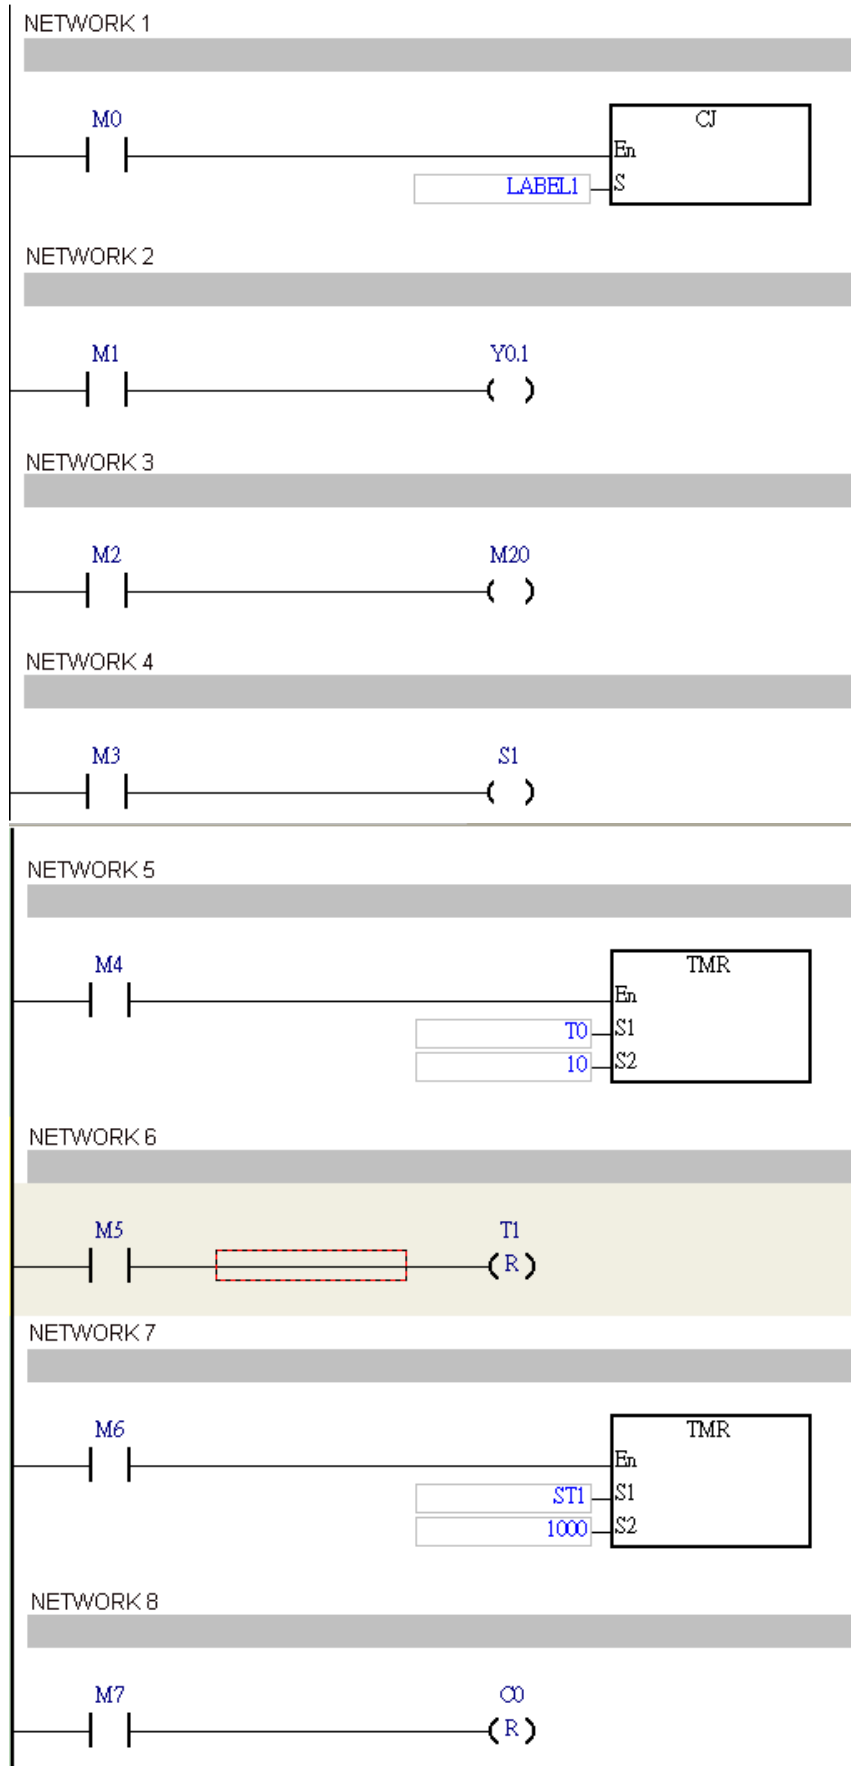 NETWORK 1
M0
CJ
En
LABEL1 S
NETWORK 2
M1 Y0.1
NETWORK 3
M2 M20
NETWORK 4
M3 S1
NETWORK 5
M4 TMR
En
T0 S1
10 S2
NETWORK 6
M5 T1
R
NETWORK 7
M6 TMR
En
ST1 S1
1000 S2
NETWORK 8
M7 C0
R